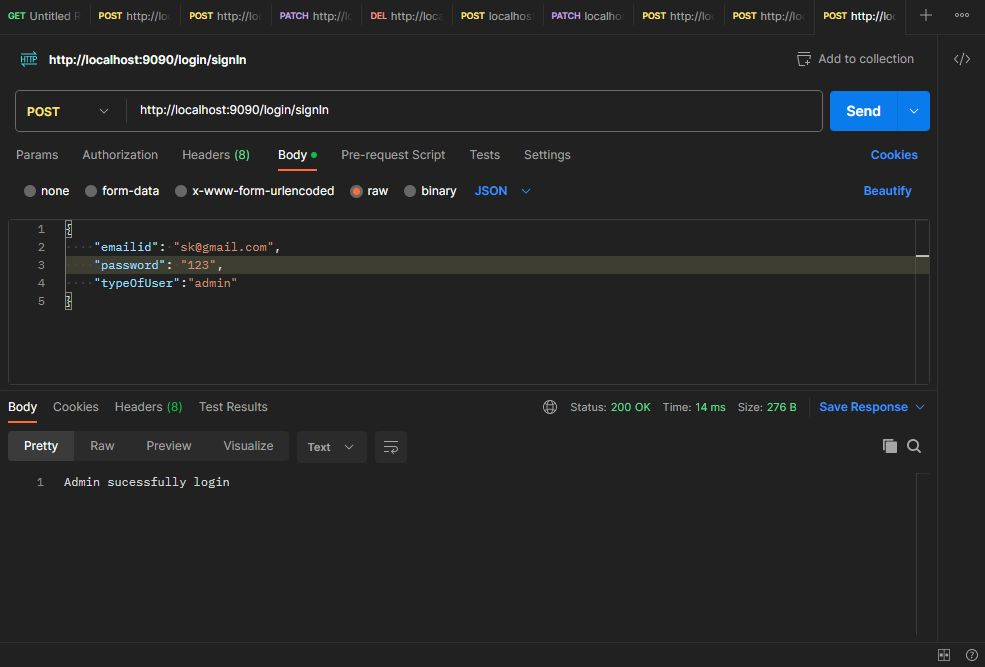 GET Untitled R POST http://loc POST http://loc PATCH http://lo DEL http://loca POST localhos PATCH localho POST http://loc POST http://loc POST http://loc
HTTP http://localhost:9090/login/signIn Add to collection
POST http://localhost:9090/login/signIn Send
Params Authorization Headers (8) Body Pre-request Script Tests Settings Cookies
none form-data x-www-form-urlencoded raw binary JSON Beautify
1 {
2 "emailid": "sk@gmail.com",
3 "password": "123",
4 "typeOfUser":"admin"
5 }
Body Cookies Headers (8) Test Results Status: 200 OK Time: 14 ms Size: 276 B Save Response
Pretty Raw Preview Visualize Text
1 Admin sucessfully login